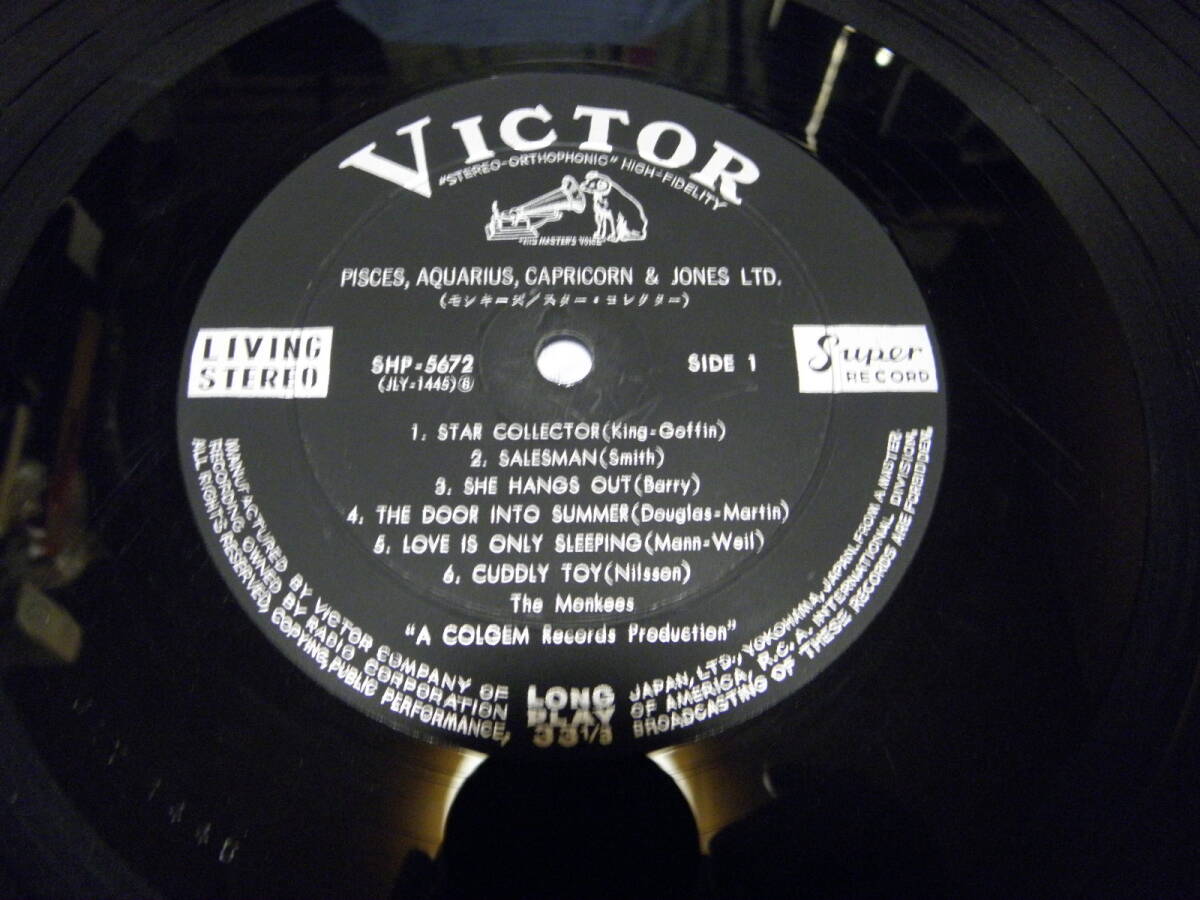 VICTOR
"STEREO-ORTHOPHONIC" HIGH-FIDELITY
"HIS MASTER'S VOICE"
PISCES, AQUARIUS, CAPRICORN & JONES LTD.
(モンキーズ/スター・コレクター)
LIVING STEREO
SHP-5672
(JLY-1445)⑥
SIDE 1
Super RECORD
1. STAR COLLECTOR(King-Goffin)
2. SALESMAN(Smith)
3. SHE HANGS OUT(Barry)
4. THE DOOR INTO SUMMER(Douglas-Martin)
5. LOVE IS ONLY SLEEPING(Mann-Weil)
6. CUDDLY TOY(Nilsson)
The Monkees
"A COLGEM Records Production"
MANUFACTURED BY VICTOR COMPANY OF JAPAN, LTD., YOKOHAMA, JAPAN, FROM A MASTER
RECORDING OWNED BY RADIO CORPORATION OF AMERICA, R.C.A. INTERNATIONAL DIVISION,
ALL RIGHTS RESERVED, COPYING, PUBLIC PERFORMANCE, BROADCASTING OF THESE RECORDS ARE FORBIDDEN.
LONG
PLAY
33 1/3